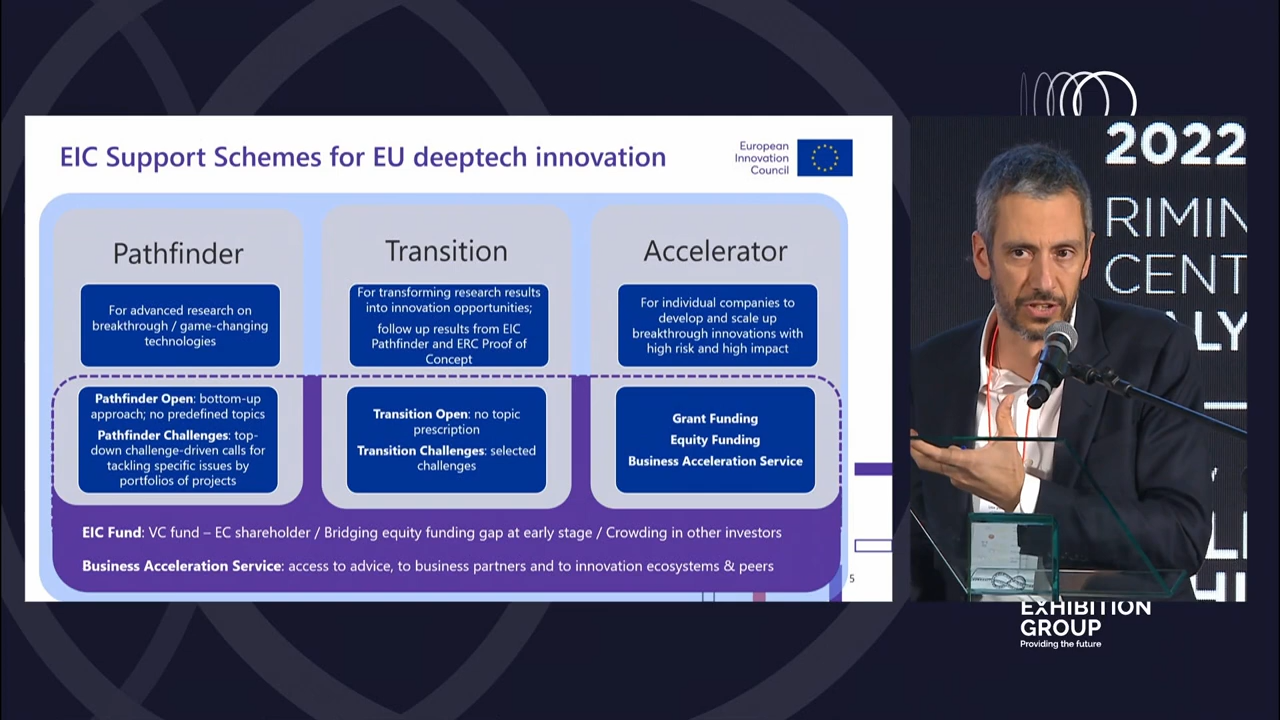 EIC Support Schemes for EU deeptech innovation
European
Innovation
Council
Pathfinder
For advanced research on
breakthrough / game-changing
technologies
Pathfinder Open: bottom-up
approach; no predefined topics
Pathfinder Challenges: top-
down challenge-driven calls for
tackling specific issues by
portfolios of projects
Transition
For transforming research results
into innovation opportunities;
follow up results from EIC
Pathfinder and ERC Proof of
Concept
Transition Open: no topic
prescription
Transition Challenges: selected
challenges
Accelerator
For individual companies to
develop and scale up
breakthrough innovations with
high risk and high impact
Grant Funding
Equity Funding
Business Acceleration Service
EIC Fund: VC fund – EC shareholder / Bridging equity funding gap at early stage / Crowding in other investors
Business Acceleration Service: access to advice, to business partners and to innovation ecosystems & peers
5
2022
RIMIN
CENT
ALY
EXHIBITION
GROUP
Providing the future